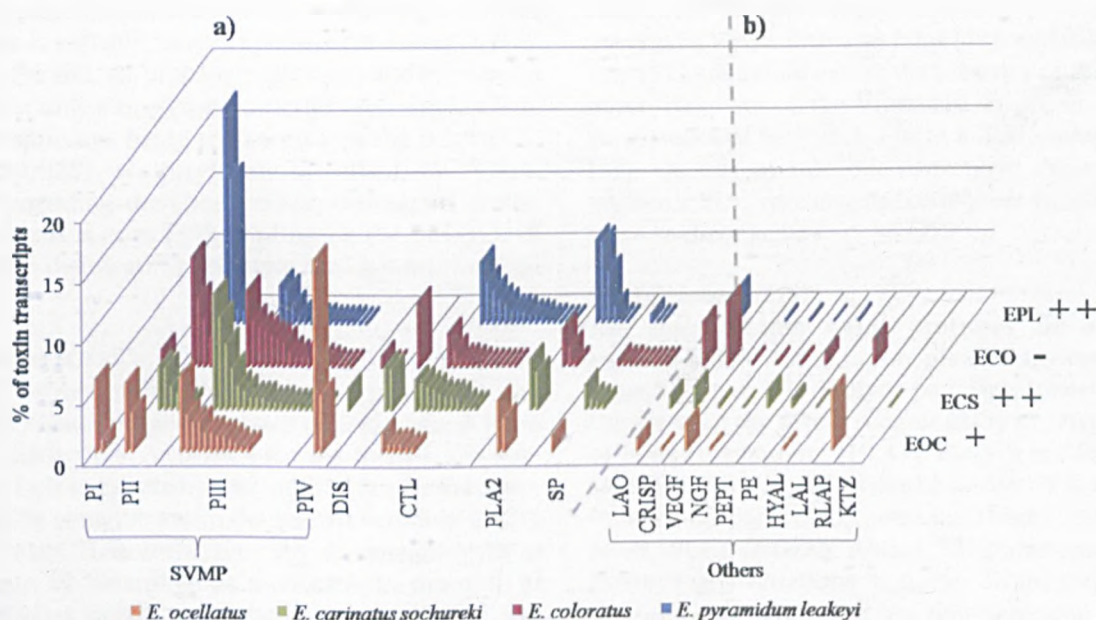 a)
b)
20
15
10
5
0
% of toxin transcripts
EPL ++
ECO -
ECS ++
EOC +
PI
PII
PIII
PIV
DIS
CTL
PLA2
SP
LAO
CRISP
VEGF
NGF
PEPT
PE
HYAL
LAL
RLAP
KTIZ
SVMP
Others
E. ocellatus
E. carinatus sochureki
E. coloratus
E. pyramidum leakeyi